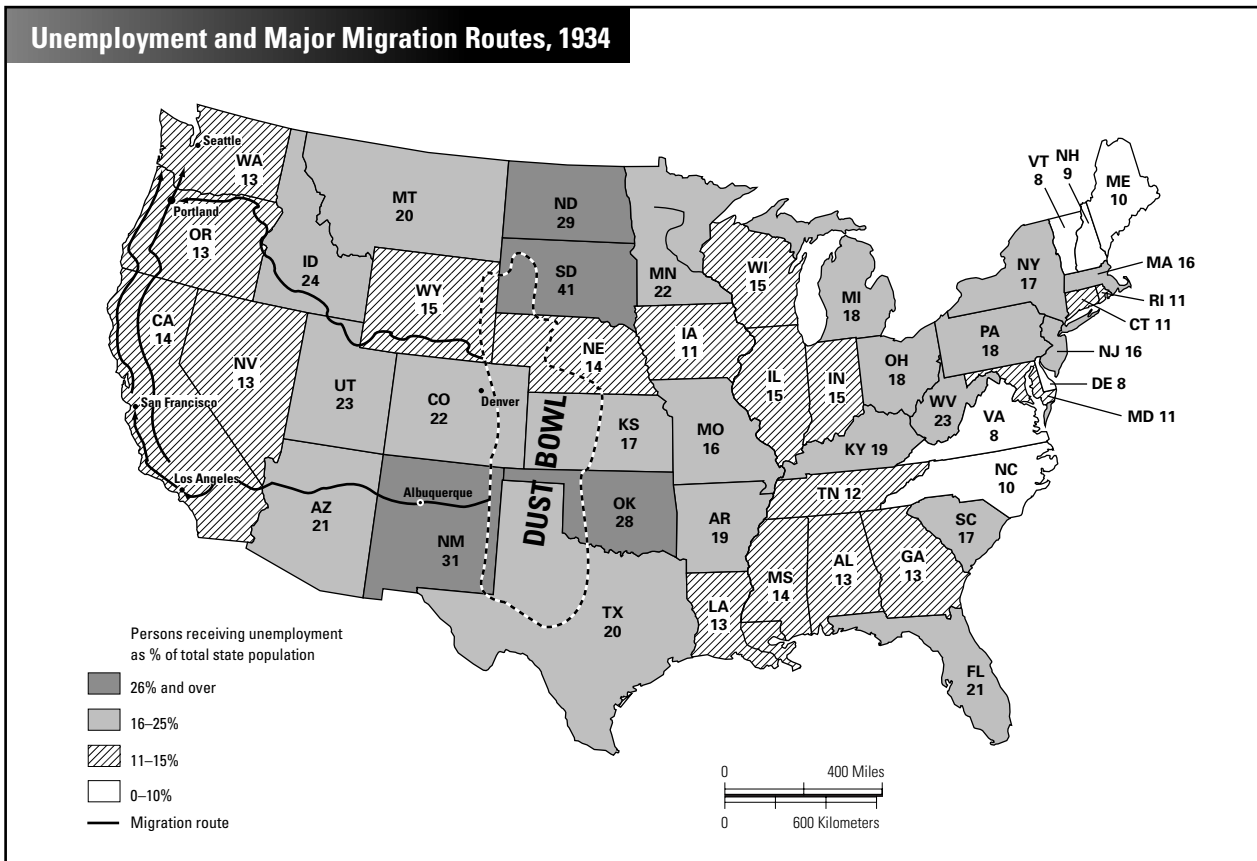 Unemployment and Major Migration Routes, 1934
Seattle
WA
13
Portland
OR
13
MT
20
ID
24
ND
29
SD
41
MN
22
WI
15
MI
18
VT
8
NH
9
ME
10
NY
17
MA 16
RI 11
CT 11
NJ 16
PA
18
DE 8
MD 11
WY
15
CA
14
NV
13
UT
23
CO
22
Denver
NE
14
IA
11
IL
15
IN
15
OH
18
WV
23
VA
8
San Francisco
Los Angeles
KS
17
MO
16
KY 19
NC
10
TN 12
DUST BOWL
Albuquerque
AZ
21
NM
31
OK
28
AR
19
SC
17
MS
14
AL
13
GA
13
TX
20
LA
13
FL
21
Persons receiving unemployment
as % of total state population
26% and over
16–25%
11–15%
0–10%
Migration route
0 400 Miles
0 600 Kilometers